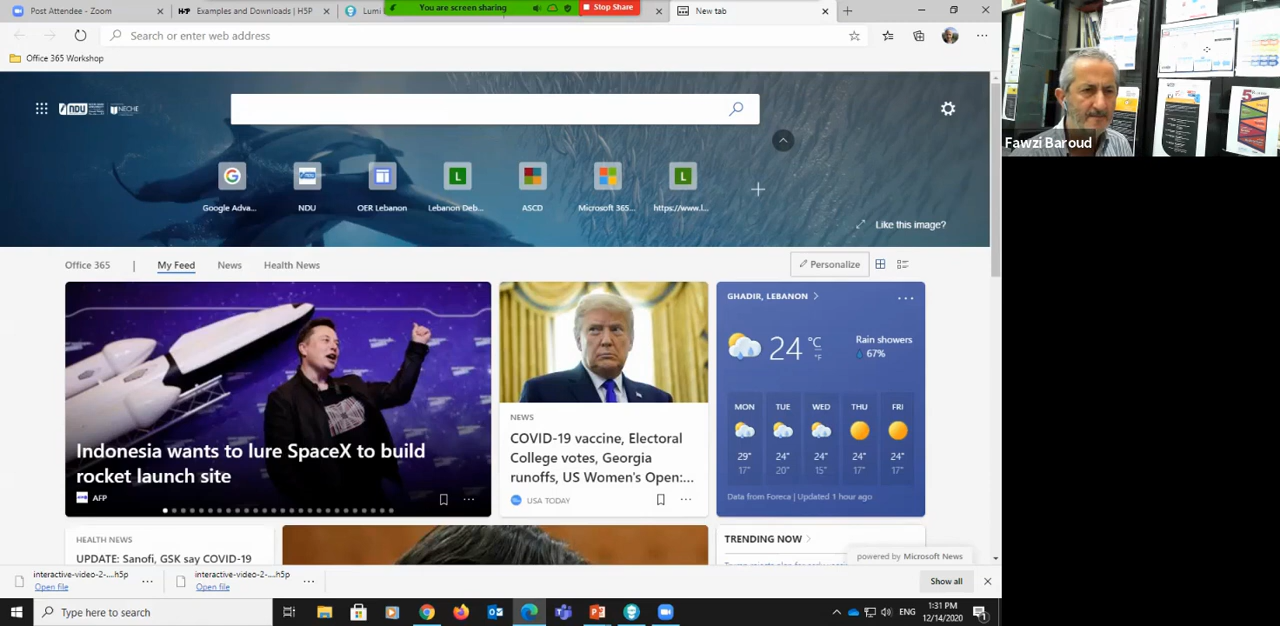 Post Attendee - Zoom
Examples and Downloads | H5P
Lumi
You are screen sharing
Stop Share
New tab
Search or enter web address
Office 365 Workshop
NDU
NECHE
Google Adva...
NDU
OER Lebanon
Lebanon Deb...
ASCD
Microsoft 365...
https://www.l...
Like this image?
Office 365
My Feed
News
Health News
Personalize
Indonesia wants to lure SpaceX to build
rocket launch site
AFP
NEWS
COVID-19 vaccine, Electoral
College votes, Georgia
runoffs, US Women's Open:...
USA TODAY
GHADIR, LEBANON
24 °C
°F
Rain showers
67%
MON TUE WED THU FRI
29° 24° 24° 24° 24°
17° 20° 15° 17° 17°
Data from Foreca | Updated 1 hour ago
HEALTH NEWS
UPDATE: Sanofi, GSK say COVID-19
TRENDING NOW
powered by Microsoft News
interactive-video-2-....h5p
Open file
interactive-video-2-....h5p
Open file
Show all
Type here to search
ENG
1:31 PM
12/14/2020
Fawzi Baroud